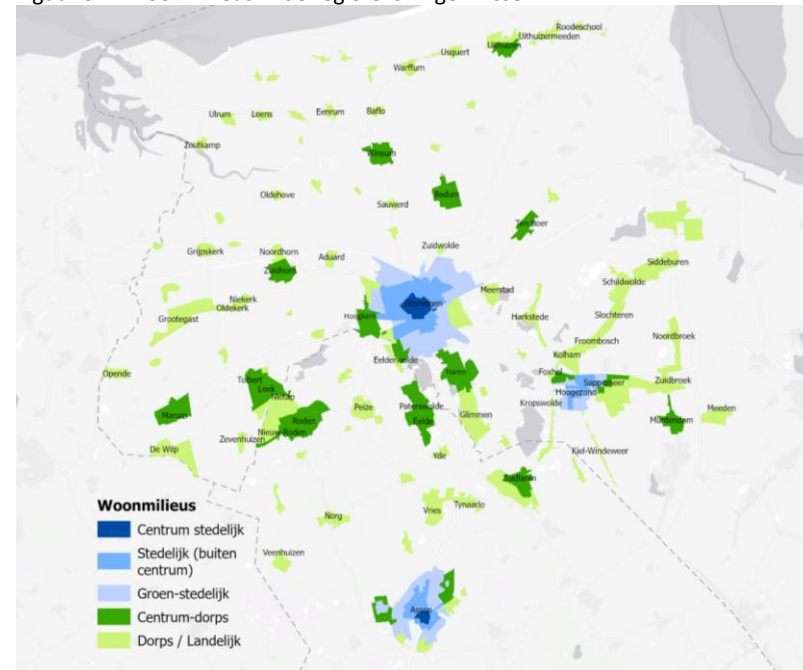 Roodeschool
Uithuizermeeden
Uithuizen
Usquert
Warffum
Ulrum
Leens
Eenrum
Baflo
Zoutkamp
Winsum
Oldehove
Bedum
Sauwerd
Ten Boer
Zuidwolde
Grijpskerk
Noordhorn
Aduard
Zuidhorn
Siddeburen
Meerstad
Schildwolde
Niekerk
Oldekerk
Groningen
Grootegast
Hoogkerk
Harkstede
Slochteren
Froombosch
Noordbroek
Kolham
Eelderwolde
Opende
Tolbert
Leek
Nietap
Haren
Foxhol
Sappemeer
Zuidbroek
Hoogezand
Kropswolde
Marum
Peize
Paterswolde...
Eelde
Glimmen
Meeden
Muntendam
Roden
Nieuw-Roden
Zevenhuizen
De Wilp
Yde
Kiel-Windeweer
Zuidlaren
Norg
Vries
Tynaarlo
Veenhuizen
Assen
Woonmilieus
Centrum stedelijk
Stedelijk (buiten
centrum)
Groen-stedelijk
Centrum-dorps
Dorps / Landelijk